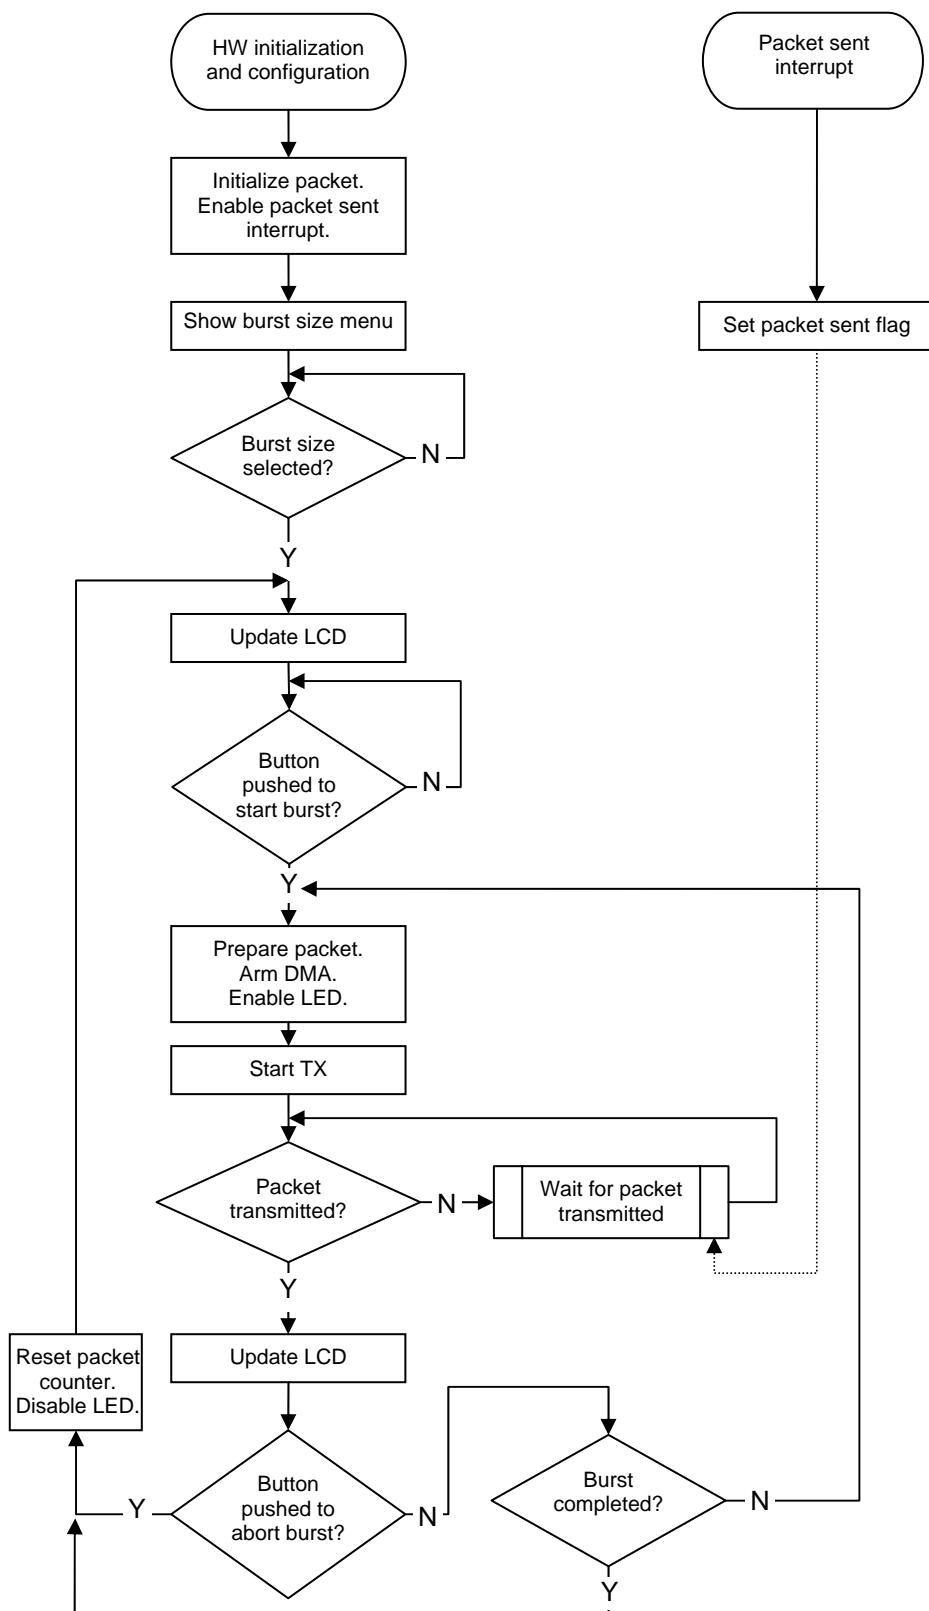 HW initialization
and configuration
Packet sent
interrupt
Initialize packet.
Enable packet sent
interrupt.
Show burst size menu
Set packet sent flag
Burst size
selected?
N
Y
Update LCD
Button
pushed to
start burst?
N
Y
Prepare packet.
Arm DMA.
Enable LED.
Start TX
Packet
transmitted?
N
Wait for packet
transmitted
Y
Update LCD
Reset packet
counter.
Disable LED.
Button
pushed to
abort burst?
Y
N
Burst
completed?
N
Y